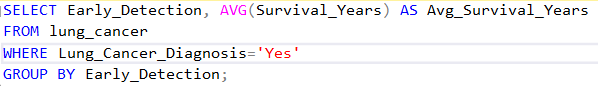 SELECT Early_Detection, AVG(Survival_Years) AS Avg_Survival_Years
FROM lung_cancer
WHERE Lung_Cancer_Diagnosis='Yes'
GROUP BY Early_Detection;